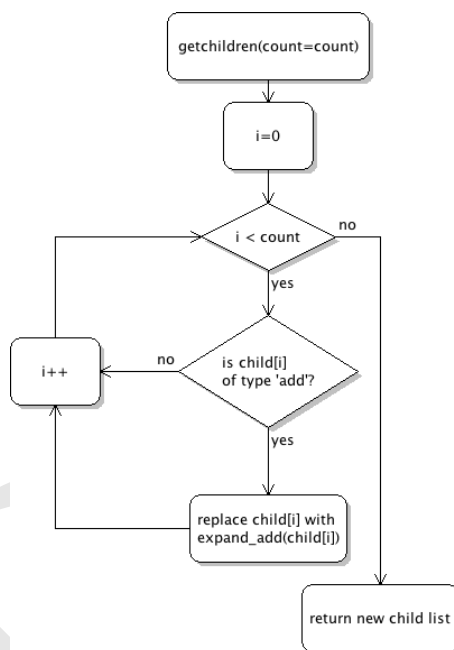 getchildren(count=count)
i=0
i < count
no
yes
is child[i]
of type 'add'?
no
i++
yes
replace child[i] with
expand_add(child[i])
return new child list